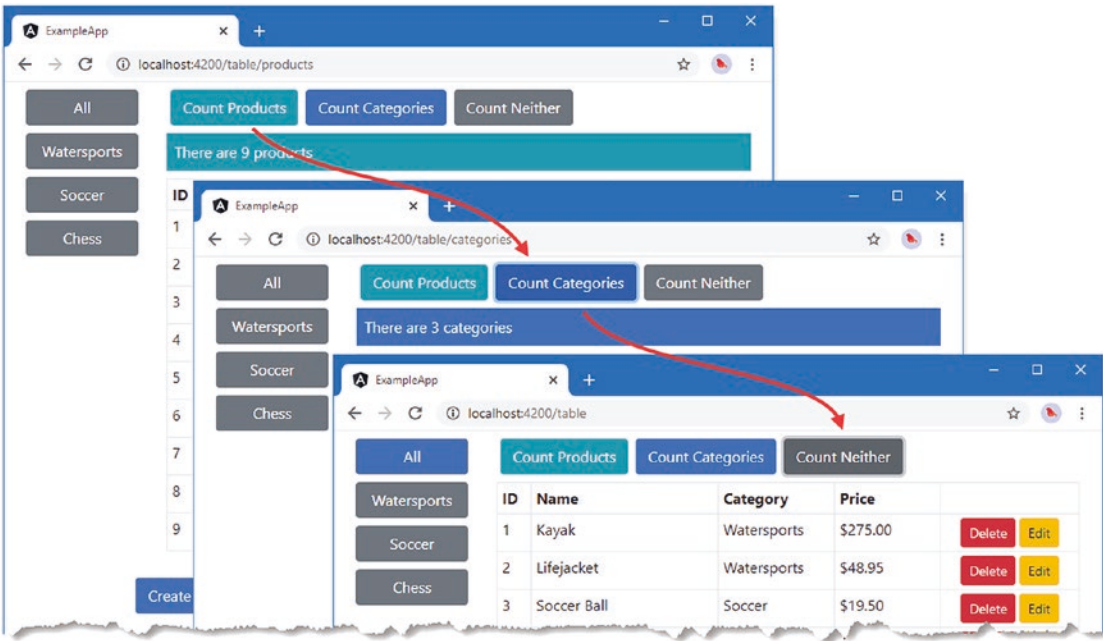 ExampleApp
localhost:4200/table/products
All
Count Products
Count Categories
Count Neither
Watersports
There are 9 products
Soccer
ID
Chess
1
2
3
4
5
6
7
8
9
Create
ExampleApp
localhost:4200/table/categories
All
Count Products
Count Categories
Count Neither
Watersports
There are 3 categories
Soccer
Chess
ExampleApp
localhost:4200/table
All
Count Products
Count Categories
Count Neither
Watersports
Soccer
Chess
ID Name Category Price
1 Kayak Watersports $275.00 Delete Edit
2 Lifejacket Watersports $48.95 Delete Edit
3 Soccer Ball Soccer $19.50 Delete Edit